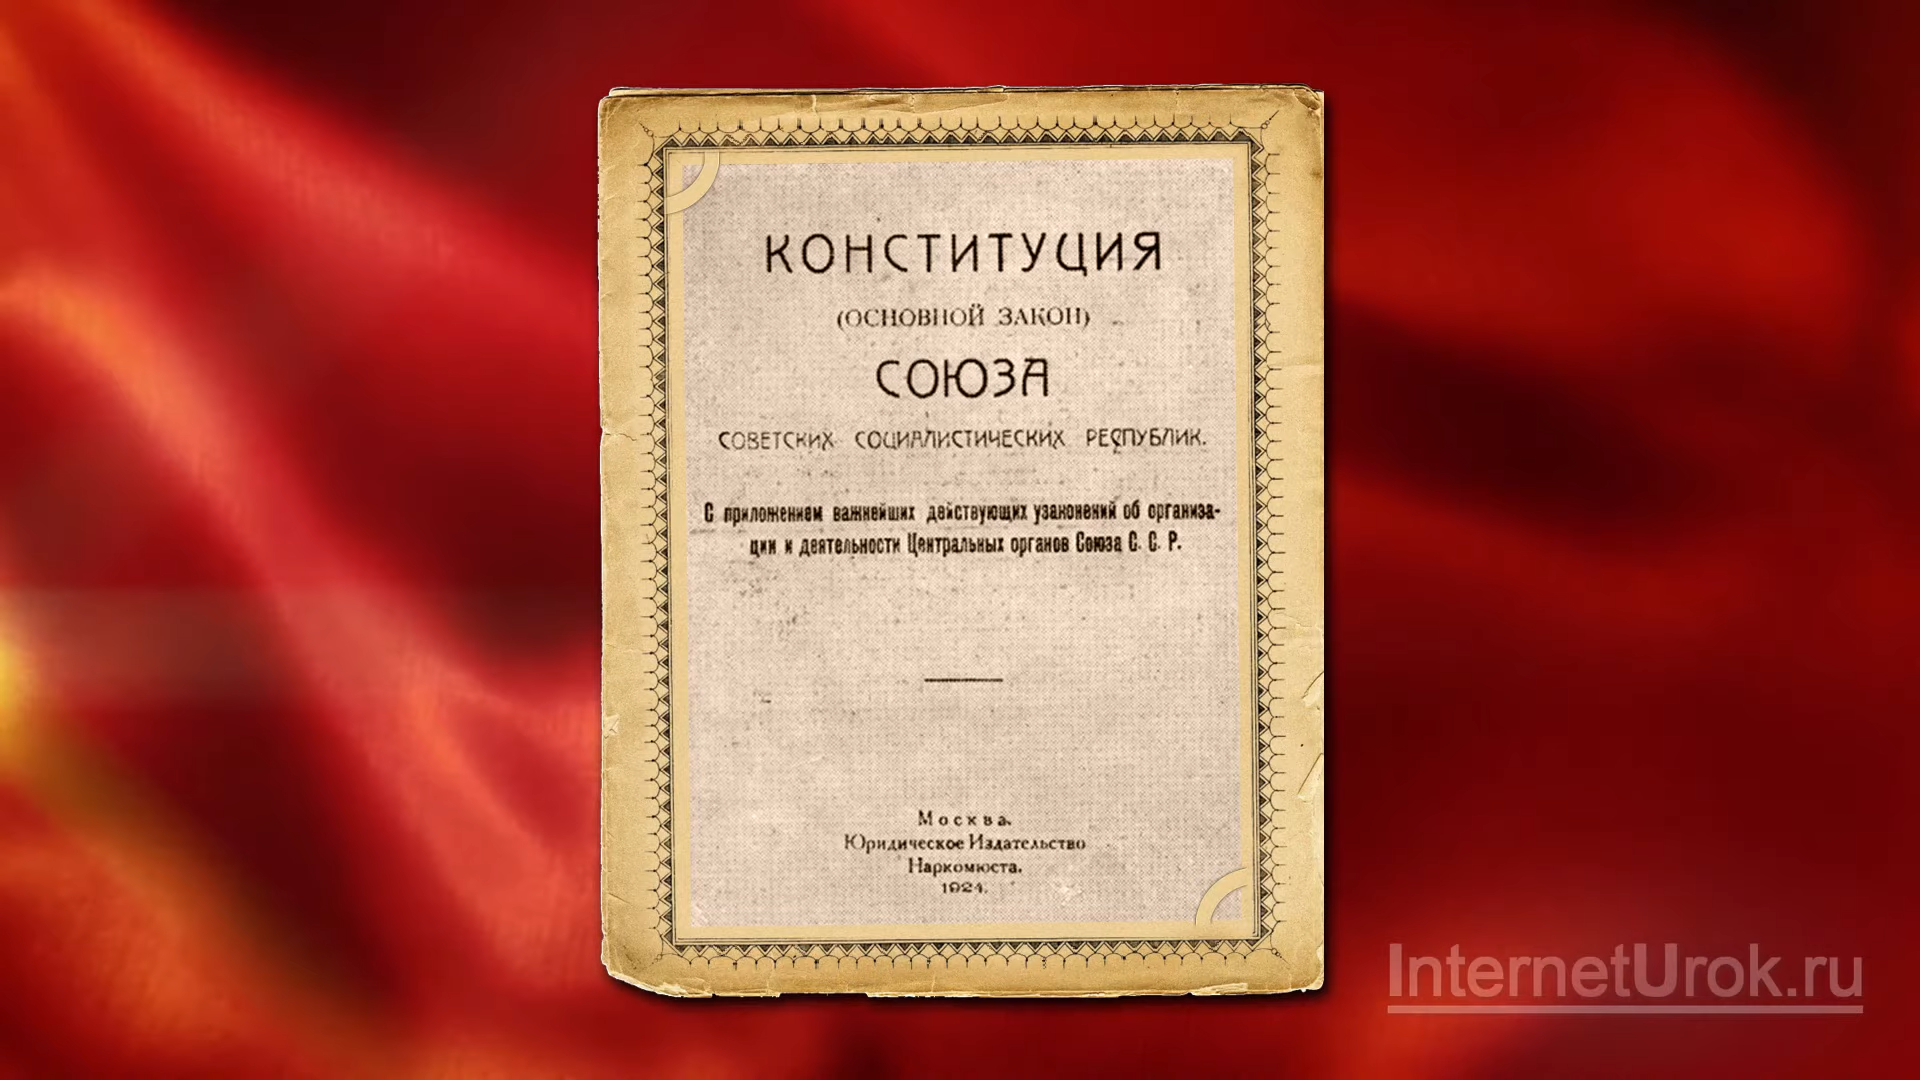 КОНСТИТУЦИЯ
(ОСНОВНОЙ ЗАКОН)
СОЮЗА
СОВЕТСКИХ СОЦИАЛИСТИЧЕСКИХ РЕСПУБЛИК.
С приложением важнейших действующих узаконений об организа-
ции и деятельности Центральных органов Союза С. С. Р.
Москва.
Юридическое Издательство
Наркомюста.
1924.
InternetUrok.ru